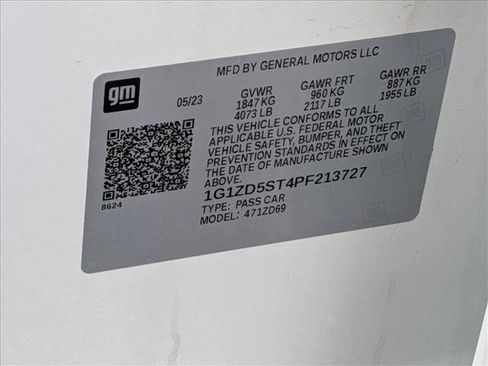 gm
MFD BY GENERAL MOTORS LLC
05/23 GVWR GAWR FRT GAWR RR
1847 KG 960 KG 887 KG
4073 LB 2117 LB 1955 LB
THIS VEHICLE CONFORMS TO ALL
APPLICABLE U.S. FEDERAL MOTOR
VEHICLE SAFETY, BUMPER, AND THEFT
PREVENTION STANDARDS IN EFFECT ON
THE DATE OF MANUFACTURE SHOWN
ABOVE.
1G1ZD5ST4PF213727
TYPE: PASS CAR
MODEL: 471ZD69
8624